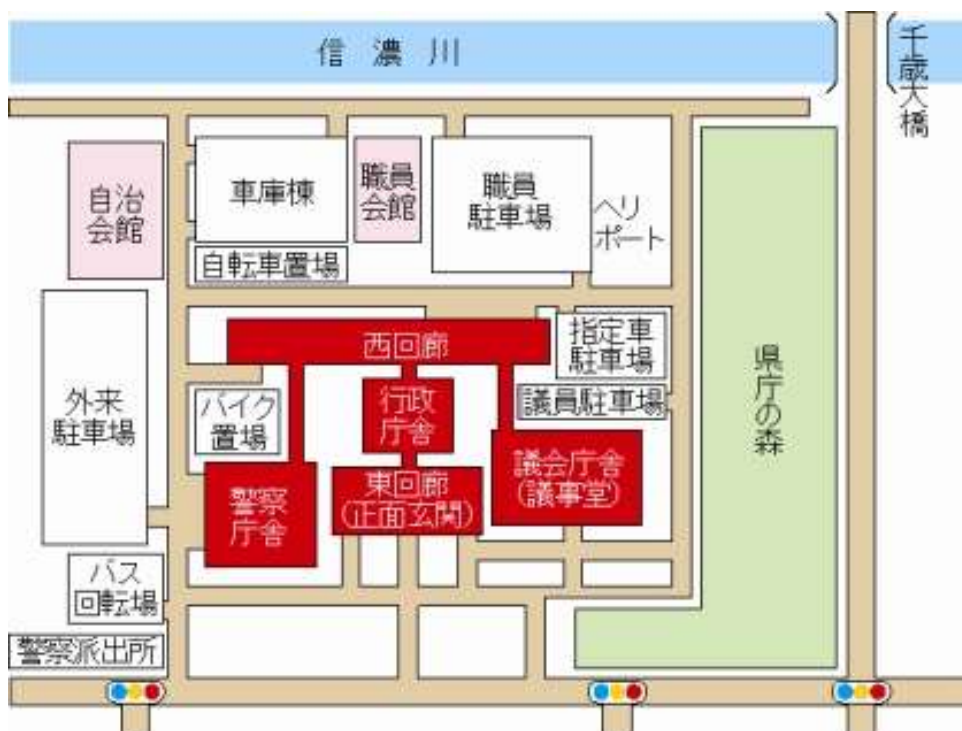 信濃川
千歳大橋
自治
会館
車庫棟
職員
会館
職員
駐車場
ヘリ
ポート
自転車置場
西回廊
指定車
駐車場
県庁の森
外来
駐車場
バイク
置場
行政
庁舎
議員駐車場
警察
庁舎
東回廊
(正面玄関)
議会庁舎
(議事堂)
バス
回転場
警察派出所